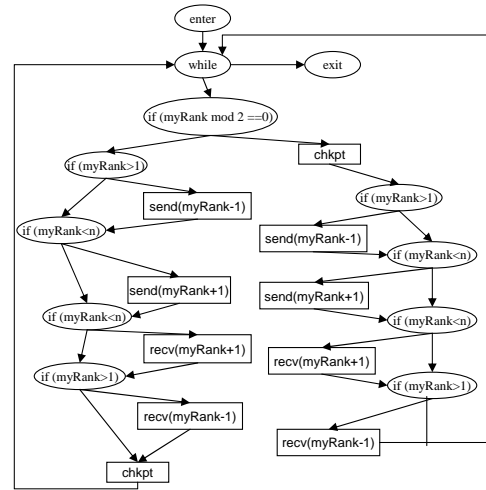 enter
while
exit
if (myRank mod 2 ==0)
if (myRank>1)
send(myRank-1)
if (myRank<n)
send(myRank+1)
if (myRank<n)
recv(myRank+1)
if (myRank>1)
recv(myRank-1)
chkpt
chkpt
if (myRank>1)
send(myRank-1)
if (myRank<n)
send(myRank+1)
if (myRank<n)
recv(myRank+1)
if (myRank>1)
recv(myRank-1)